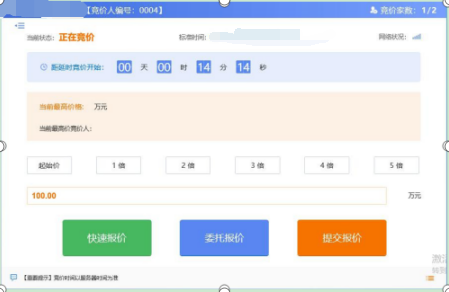 【竞价人编号：0004】 竞价家数：1/2
当前状态：正在竞价 标准时间： 网络状况：
距延时竞价开始：00 天 00 时 14 分 14 秒
当前最高价格： 万元
当前最高价竞价人：
起始价 1 倍 2 倍 3 倍 4 倍 5 倍
100.00 万元
快速报价 委托报价 提交报价
【温馨提示】竞价时间以服务器时间为准